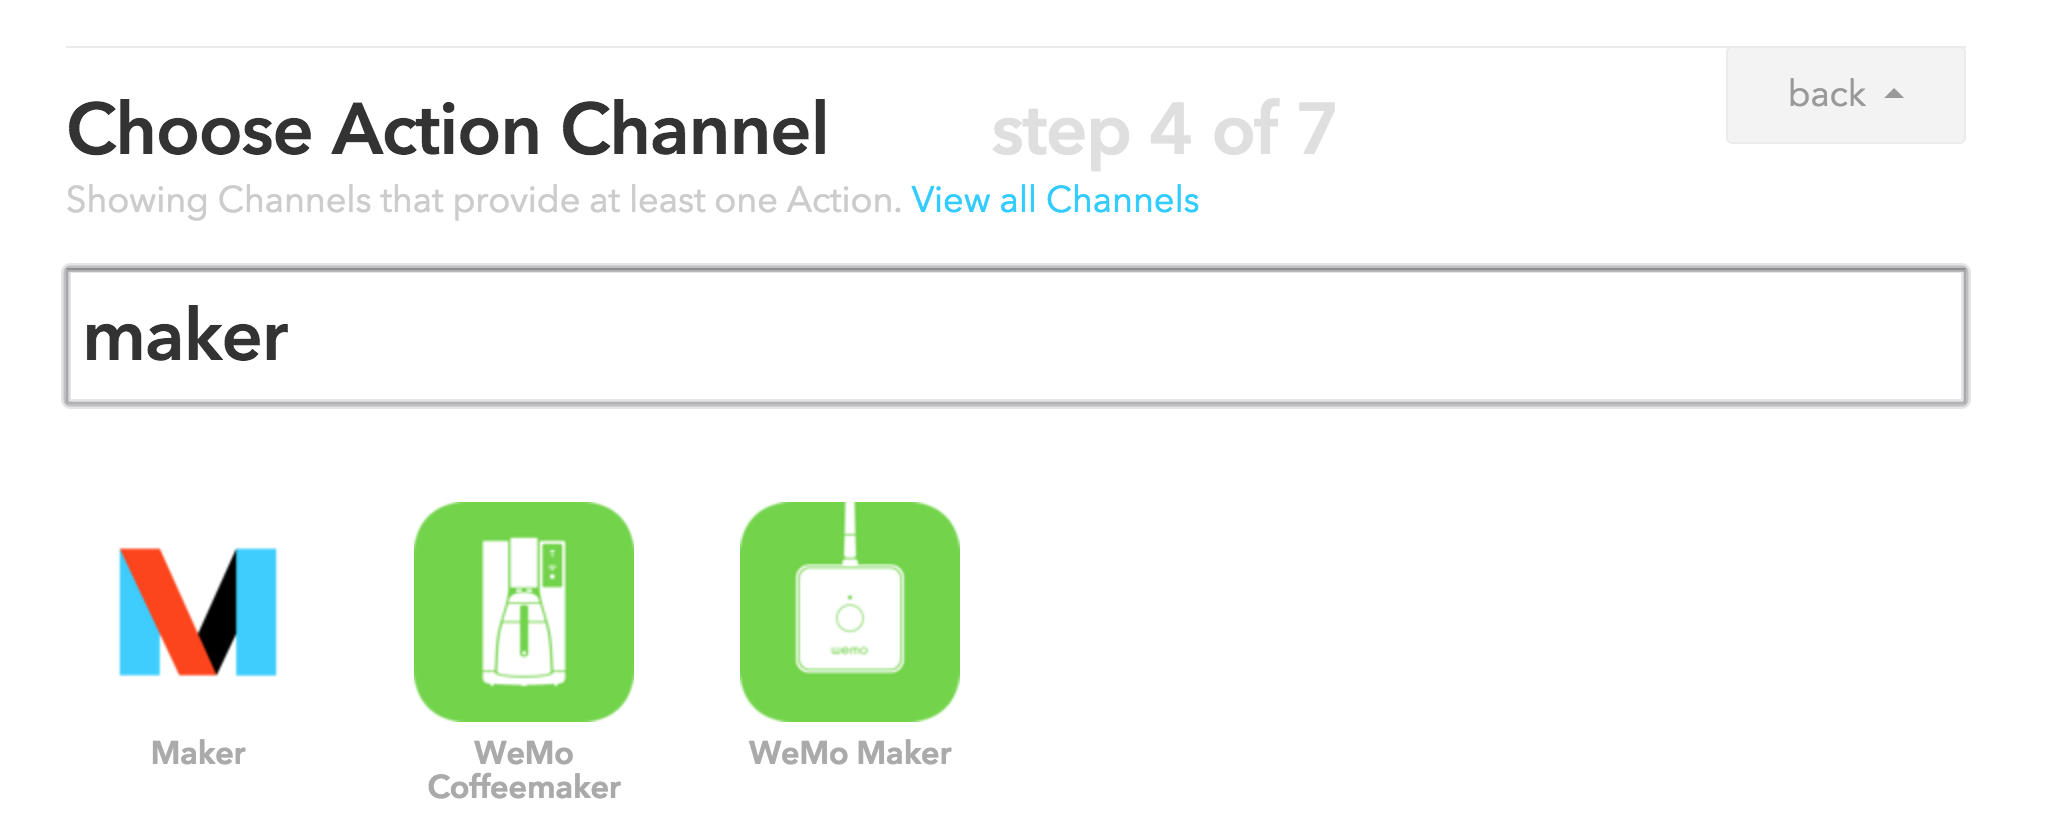 back
Choose Action Channel step 4 of 7
Showing Channels that provide at least one Action. View all Channels
maker
wemo
Maker
WeMo
Coffeemaker
WeMo Maker